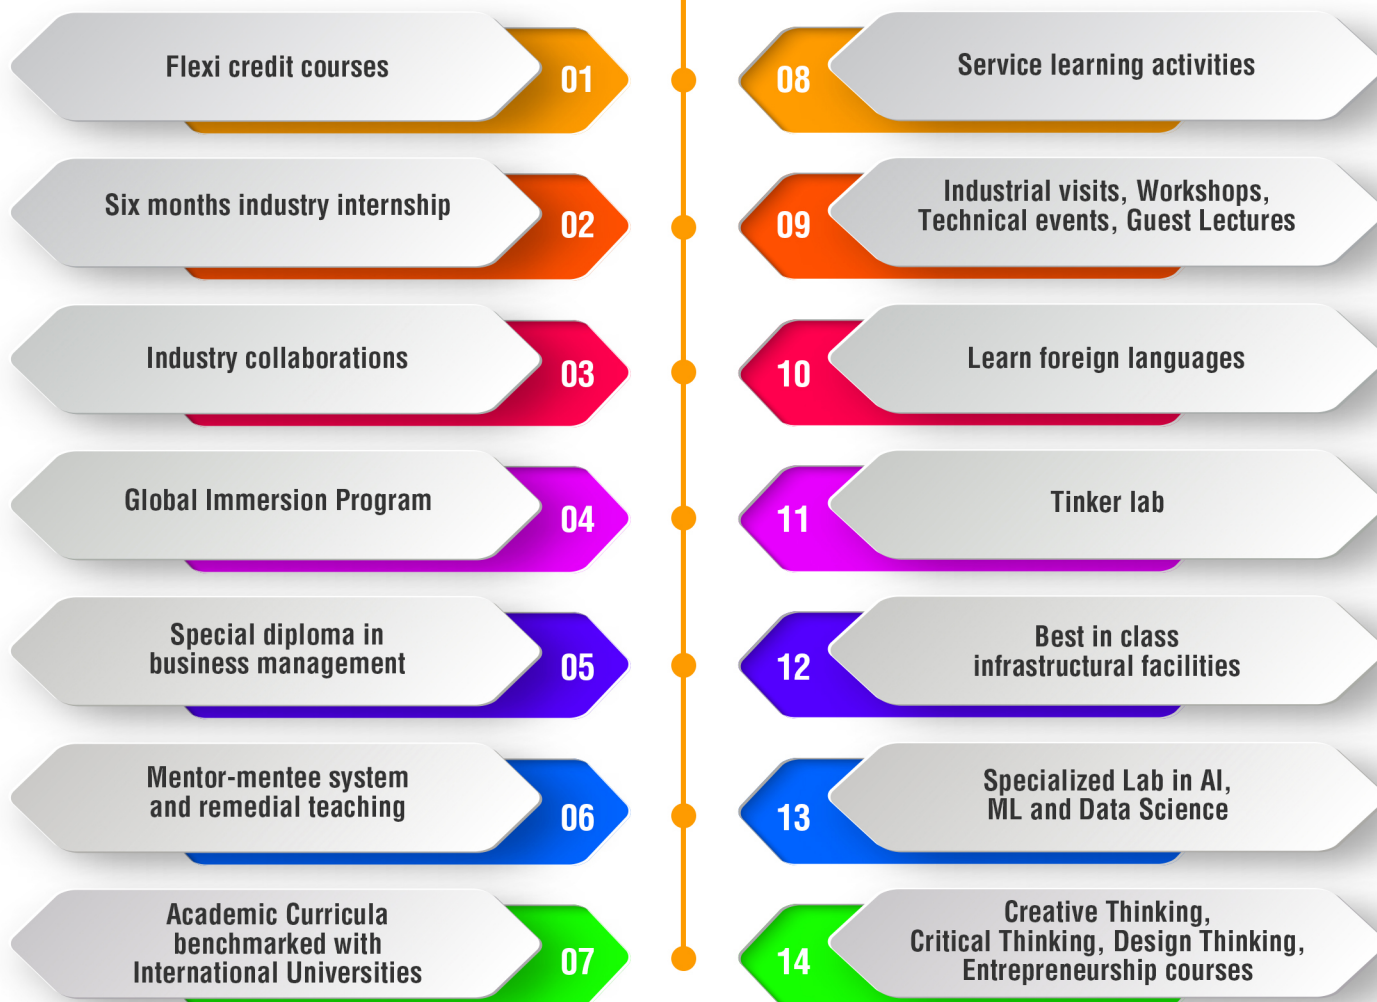 Flexi credit courses
01
Six months industry internship
02
Industry collaborations
03
Global Immersion Program
04
Special diploma in
business management
05
Mentor-mentee system
and remedial teaching
06
Academic Curricula
benchmarked with
International Universities
07
08
Service learning activities
09
Industrial visits, Workshops,
Technical events, Guest Lectures
10
Learn foreign languages
11
Tinker lab
12
Best in class
infrastructural facilities
13
Specialized Lab in AI,
ML and Data Science
14
Creative Thinking,
Critical Thinking, Design Thinking,
Entrepreneurship courses